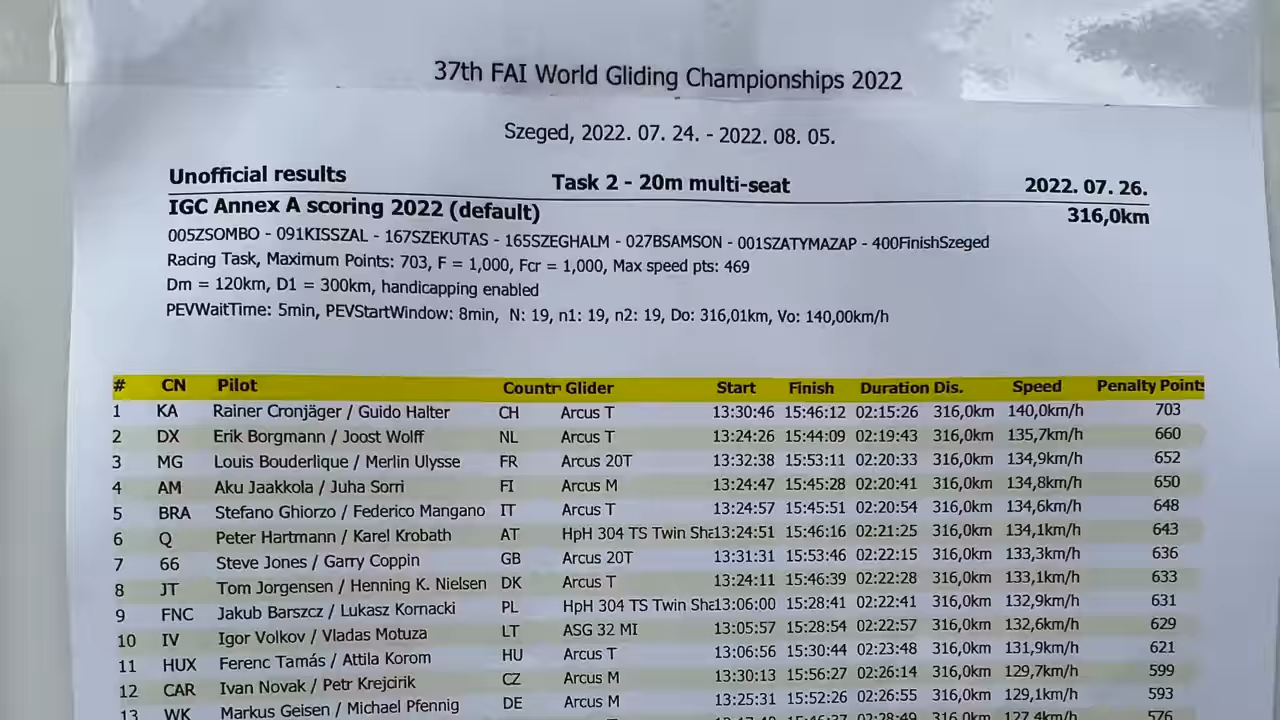 37th FAI World Gliding Championships 2022
Szeged, 2022. 07. 24. - 2022. 08. 05.
Unofficial results Task 2 - 20m multi-seat 2022. 07. 26.
IGC Annex A scoring 2022 (default) 316,0km
005ZSOMBO - 091KISSZAL - 167SZEKUTAS - 165SZEGHALM - 027BSAMSON - 001SZATYMAZAP - 400FinishSzeged
Racing Task, Maximum Points: 703, F = 1,000, Fcr = 1,000, Max speed pts: 469
Dm = 120km, D1 = 300km, handicapping enabled
PEVWaitTime: 5min, PEVStartWindow: 8min, N: 19, n1: 19, n2: 19, Do: 316,01km, Vo: 140,00km/h
# CN Pilot Countr Glider Start Finish Duration Dis. Speed Penalty Points
1 KA Rainer Cronjäger / Guido Halter CH Arcus T 13:30:46 15:46:12 02:15:26 316,0km 140,0km/h 703
2 DX Erik Borgmann / Joost Wolff NL Arcus T 13:24:26 15:44:09 02:19:43 316,0km 135,7km/h 660
3 MG Louis Bouderlique / Merlin Ulysse FR Arcus 20T 13:32:38 15:53:11 02:20:33 316,0km 134,9km/h 652
4 AM Aku Jaakkola / Juha Sorri FI Arcus M 13:24:47 15:45:28 02:20:41 316,0km 134,8km/h 650
5 BRA Stefano Ghiorzo / Federico Mangano IT Arcus T 13:24:57 15:45:51 02:20:54 316,0km 134,6km/h 648
6 Q Peter Hartmann / Karel Krobath AT HpH 304 TS Twin Sha 13:24:51 15:46:16 02:21:25 316,0km 134,1km/h 643
7 66 Steve Jones / Garry Coppin GB Arcus 20T 13:31:31 15:53:46 02:22:15 316,0km 133,3km/h 636
8 JT Tom Jorgensen / Henning K. Nielsen DK Arcus T 13:24:11 15:46:39 02:22:28 316,0km 133,1km/h 633
9 FNC Jakub Barszcz / Lukasz Kornacki PL HpH 304 TS Twin Sha 13:06:00 15:28:41 02:22:41 316,0km 132,9km/h 631
10 IV Igor Volkov / Vladas Motuza LT ASG 32 MI 13:05:57 15:28:54 02:22:57 316,0km 132,6km/h 629
11 HUX Ferenc Tamás / Attila Korom HU Arcus T 13:06:56 15:30:44 02:23:48 316,0km 131,9km/h 621
12 CAR Ivan Novak / Petr Krejcirik CZ Arcus M 13:30:13 15:56:27 02:26:14 316,0km 129,7km/h 599
13 WK Markus Geisen / Michael Pfennig DE Arcus M 13:25:31 15:52:26 02:26:55 316,0km 129,1km/h 593
02:28:49 316,0km 127,4km/h 576